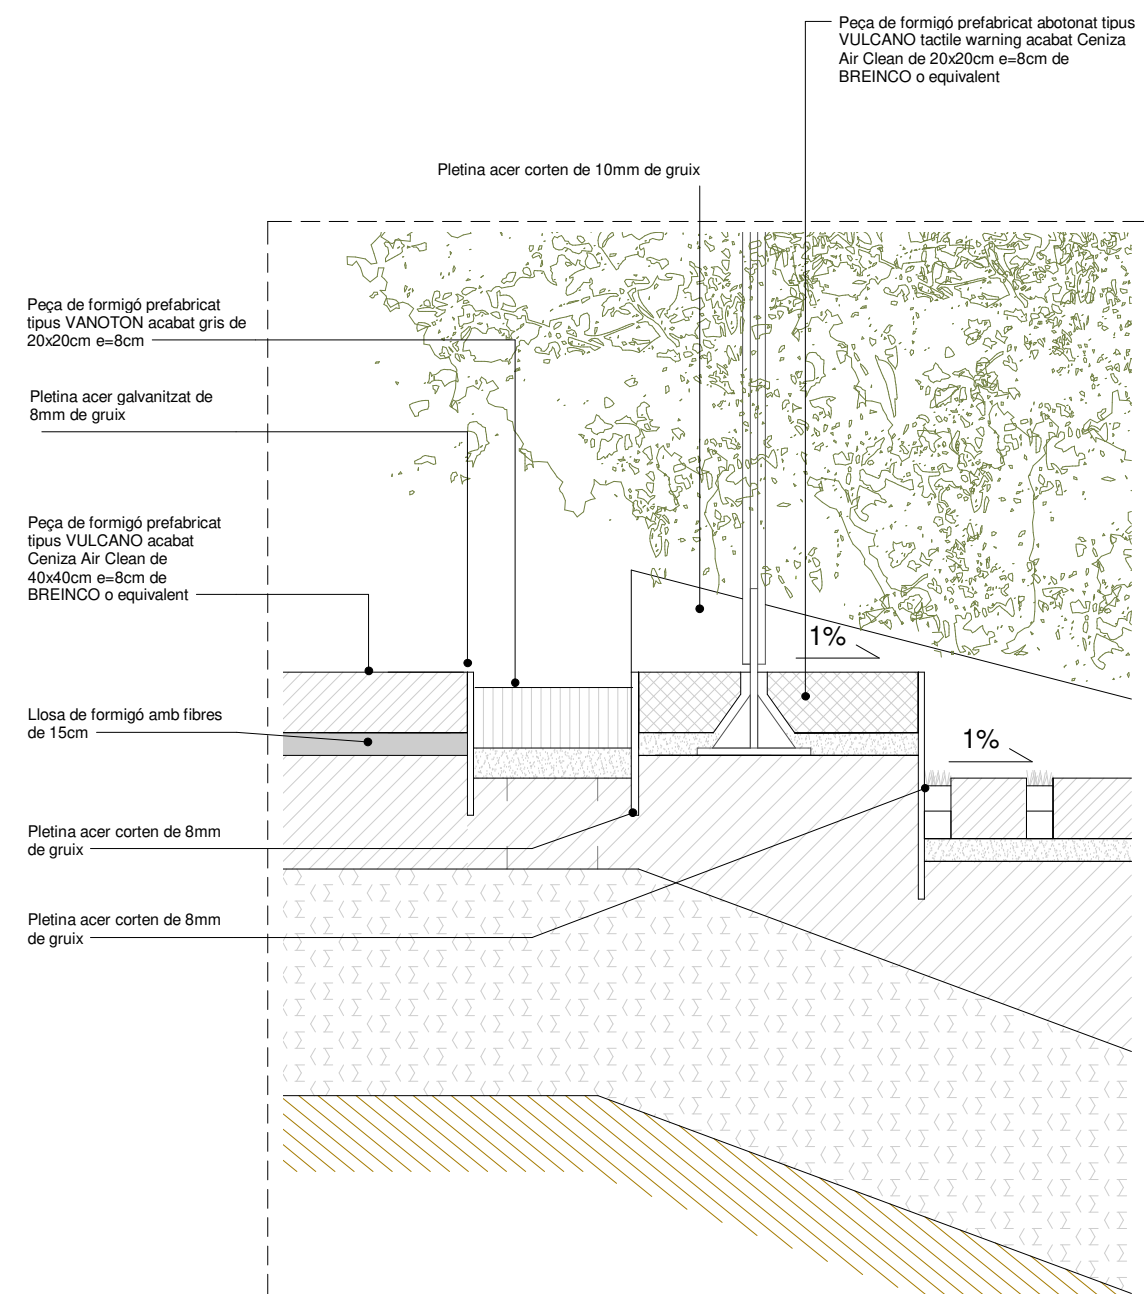 Peça de formigó prefabricat abotonat tipus
VULCANO tactile warning acabat Ceniza
Air Clean de 20x20cm e=8cm de
BREINCO o equivalent
Pletina acer corten de 10mm de gruix
Peça de formigó prefabricat
tipus VANOTON acabat gris de
20x20cm e=8cm
Pletina acer galvanitzat de
8mm de gruix
Peça de formigó prefabricat
tipus VULCANO acabat
Ceniza Air Clean de
40x40cm e=8cm de
BREINCO o equivalent
1%
Llosa de formigó amb fibres
de 15cm
1%
Pletina acer corten de 8mm
de gruix
Pletina acer corten de 8mm
de gruix